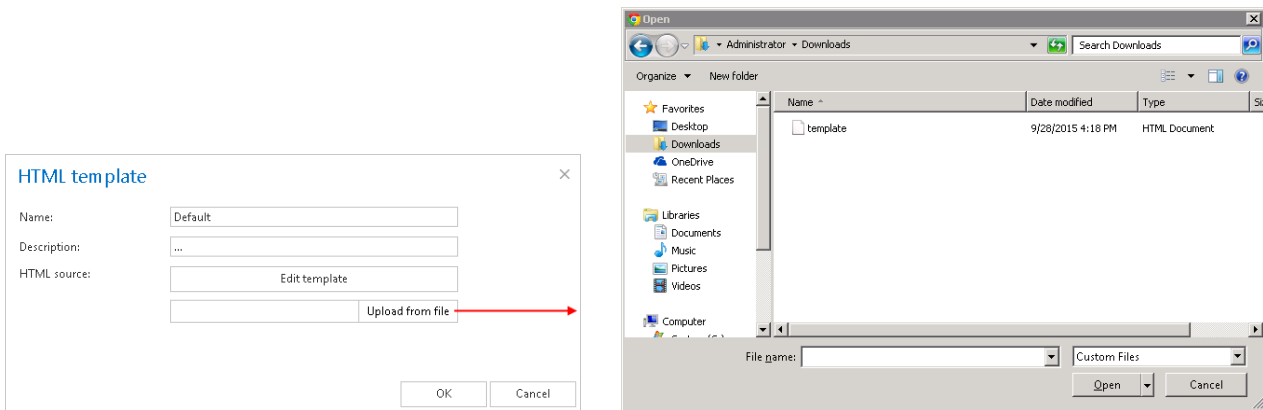 HTML template
Name:
Default
Description:
...
HTML source:
Edit template
Upload from file
OK
Cancel
Open
Administrator
Downloads
Search Downloads
Organize
New folder
Favorites
Desktop
Downloads
OneDrive
Recent Places
Libraries
Documents
Music
Pictures
Videos
Computer
Name
Date modified
Type
template
9/28/2015 4:18 PM
HTML Document
File name:
Custom Files
Open
Cancel